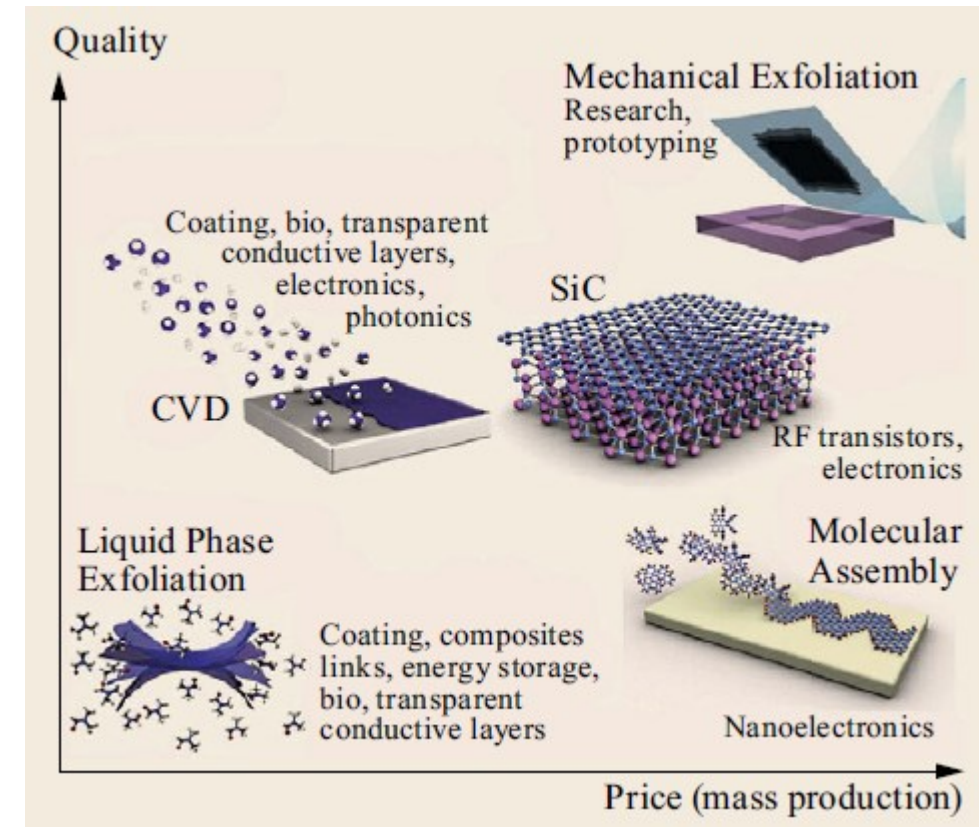 Quality
Mechanical Exfoliation
Research,
prototyping
Coating, bio, transparent
conductive layers,
electronics,
photonics
SiC
CVD
RF transistors,
electronics
Liquid Phase
Exfoliation
Molecular
Assembly
Coating, composites
links, energy storage,
bio, transparent
conductive layers
Nanoelectronics
Price (mass production)